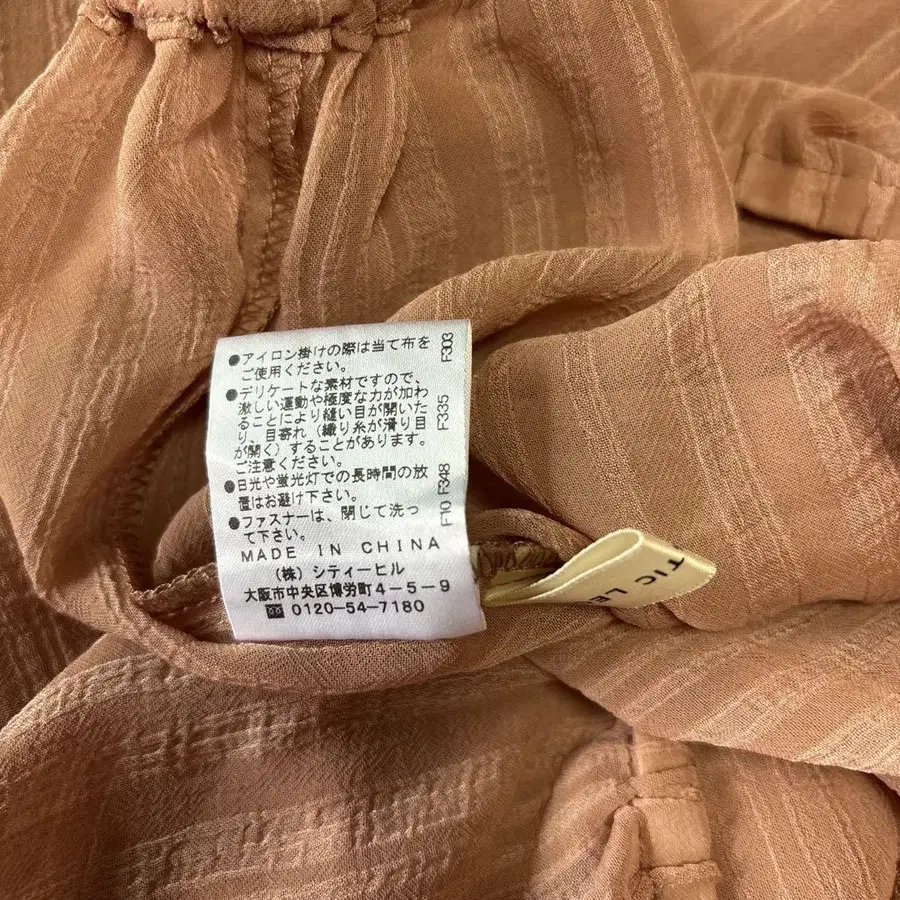 ●アイロン掛けの際は当て布を
ご使用ください。
●デリケートな素材ですので、
激しい運動や極度な力が加わ
ることにより縫い目が開いた
り、目寄れ（織り糸が滑り目
が開く）することがあります。
ご注意ください。
●日光や蛍光灯での長時間の放
置はお避け下さい。
●ファスナーは、閉じて洗っ
て下さい。
MADE IN CHINA
（株）シティーヒル
大阪市中央区博労町4-5-9
0120-54-7180
F303
F335
F10 F348
TIC LE